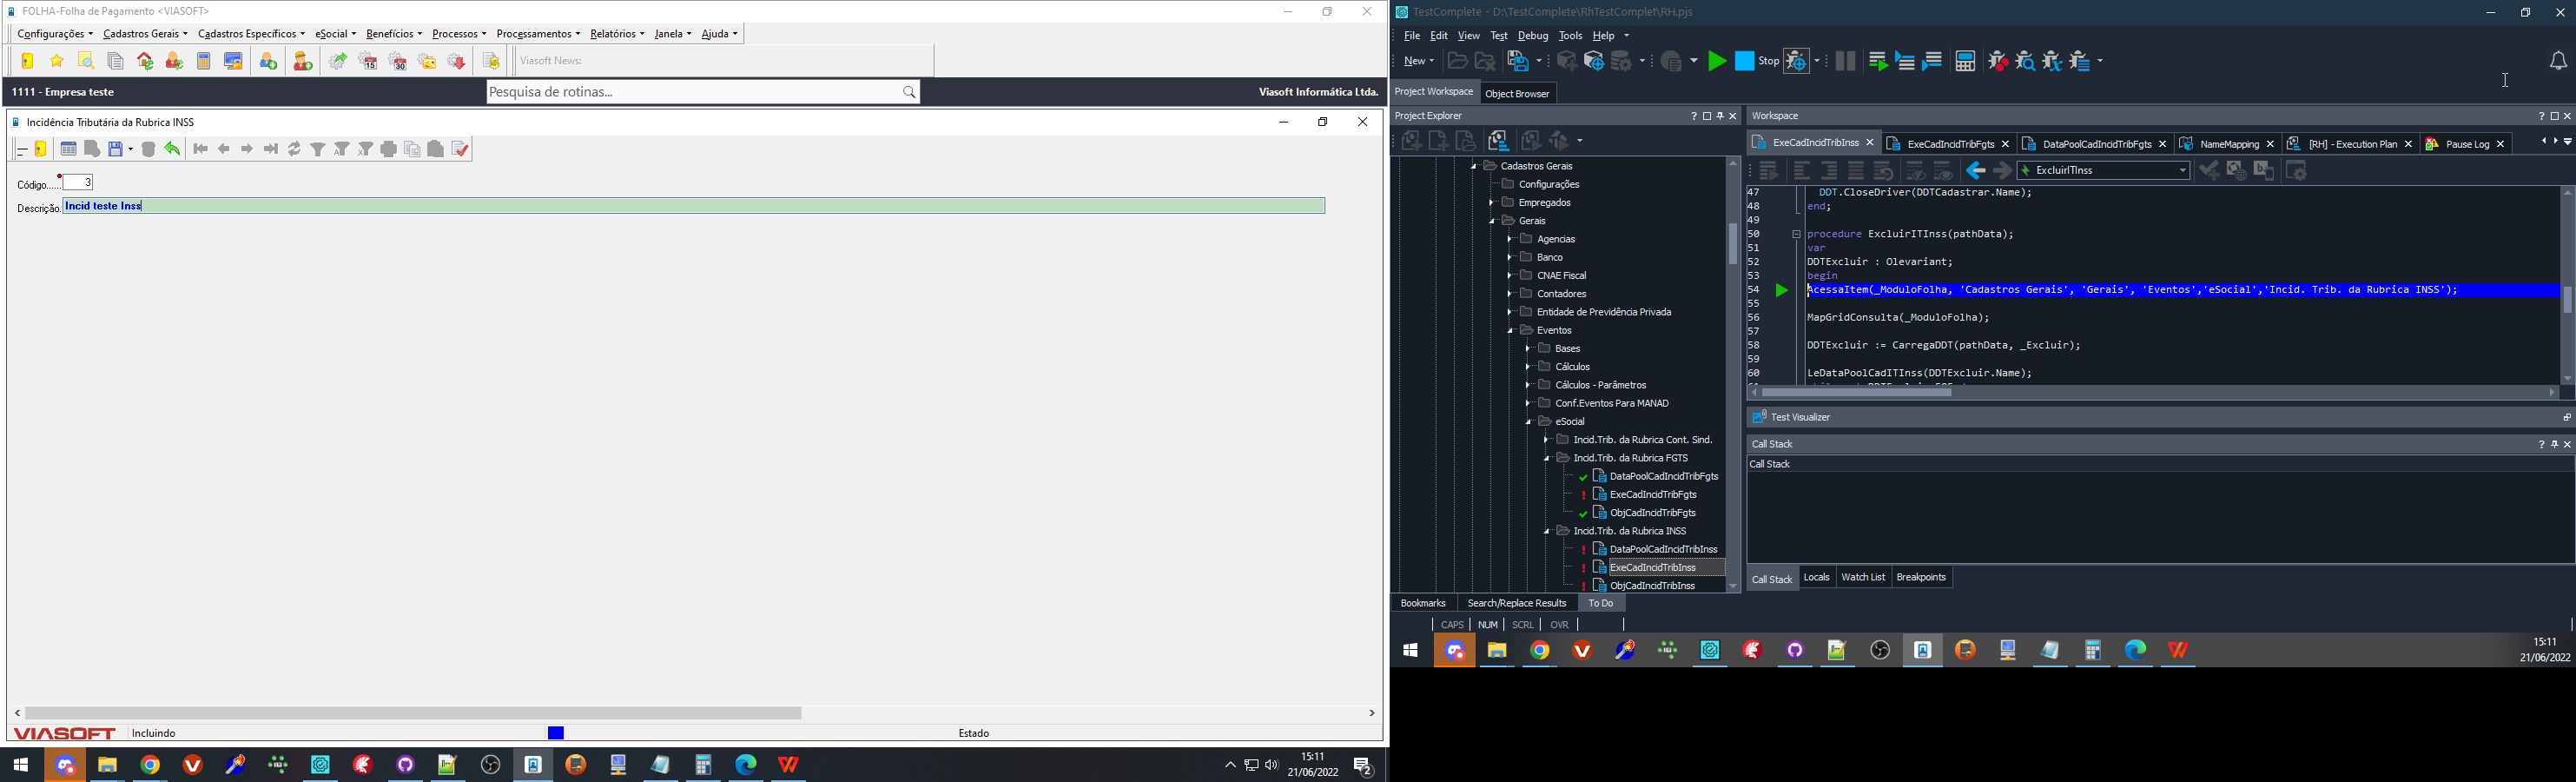 FOLHA-Folha de Pagamento <VIASOFT>
Configurações Cadastros Gerais Cadastros Específicos eSocial Benefícios Processos Processamentos Relatórios Janela Ajuda
15 30
Viasoft News:
1111 - Empresa teste
Pesquisa de rotinas...
Viasoft Informática Ltda.
Incidência Tributária da Rubrica INSS
Código...... 3
Descrição. Incid teste Inss
VIASOFT Incluindo Estado
15:11
21/06/2022
2
TestComplete - D:\TestComplete\RhTestComplet\RH.pjs
File Edit View Test Debug Tools Help
New Stop
Project Workspace Object Browser
Project Explorer
Cadastros Gerais
Configurações
Empregados
Gerais
Agencias
Banco
CNAE Fiscal
Contadores
Entidade de Previdência Privada
Eventos
Bases
Cálculos
Cálculos - Parâmetros
Conf.Eventos Para MANAD
eSocial
Incid.Trib. da Rubrica Cont. Sind.
Incid.Trib. da Rubrica FGTS
DataPoolCadIncidTribFgts
ExeCadIncidTribFgts
ObjCadIncidTribFgts
Incid.Trib. da Rubrica INSS
DataPoolCadIncidTribInss
ExeCadIncidTribInss
ObjCadIncidTribInss
Workspace
ExeCadIncidTribInss ExeCadIncidTribFgts DataPoolCadIncidTribFgts NameMapping [RH] - Execution Plan Pause Log
ExcluirITInss
47 DDT.CloseDriver(DDTCadastrar.Name);
48 end;
49
50 procedure ExcluirITInss(pathData);
51 var
52 DDTExcluir : Olevariant;
53 begin
54 AcessaItem(_ModuloFolha, 'Cadastros Gerais', 'Gerais', 'Eventos','eSocial','Incid. Trib. da Rubrica INSS');
55
56 MapGridConsulta(_ModuloFolha);
57
58 DDTExcluir := CarregaDDT(pathData, _Excluir);
59
60 LeDataPoolCadITInss(DDTExcluir.Name);
Test Visualizer
Call Stack
Call Stack
Call Stack Locals Watch List Breakpoints
Bookmarks Search/Replace Results To Do
CAPS NUM SCRL OVR
15:11
21/06/2022